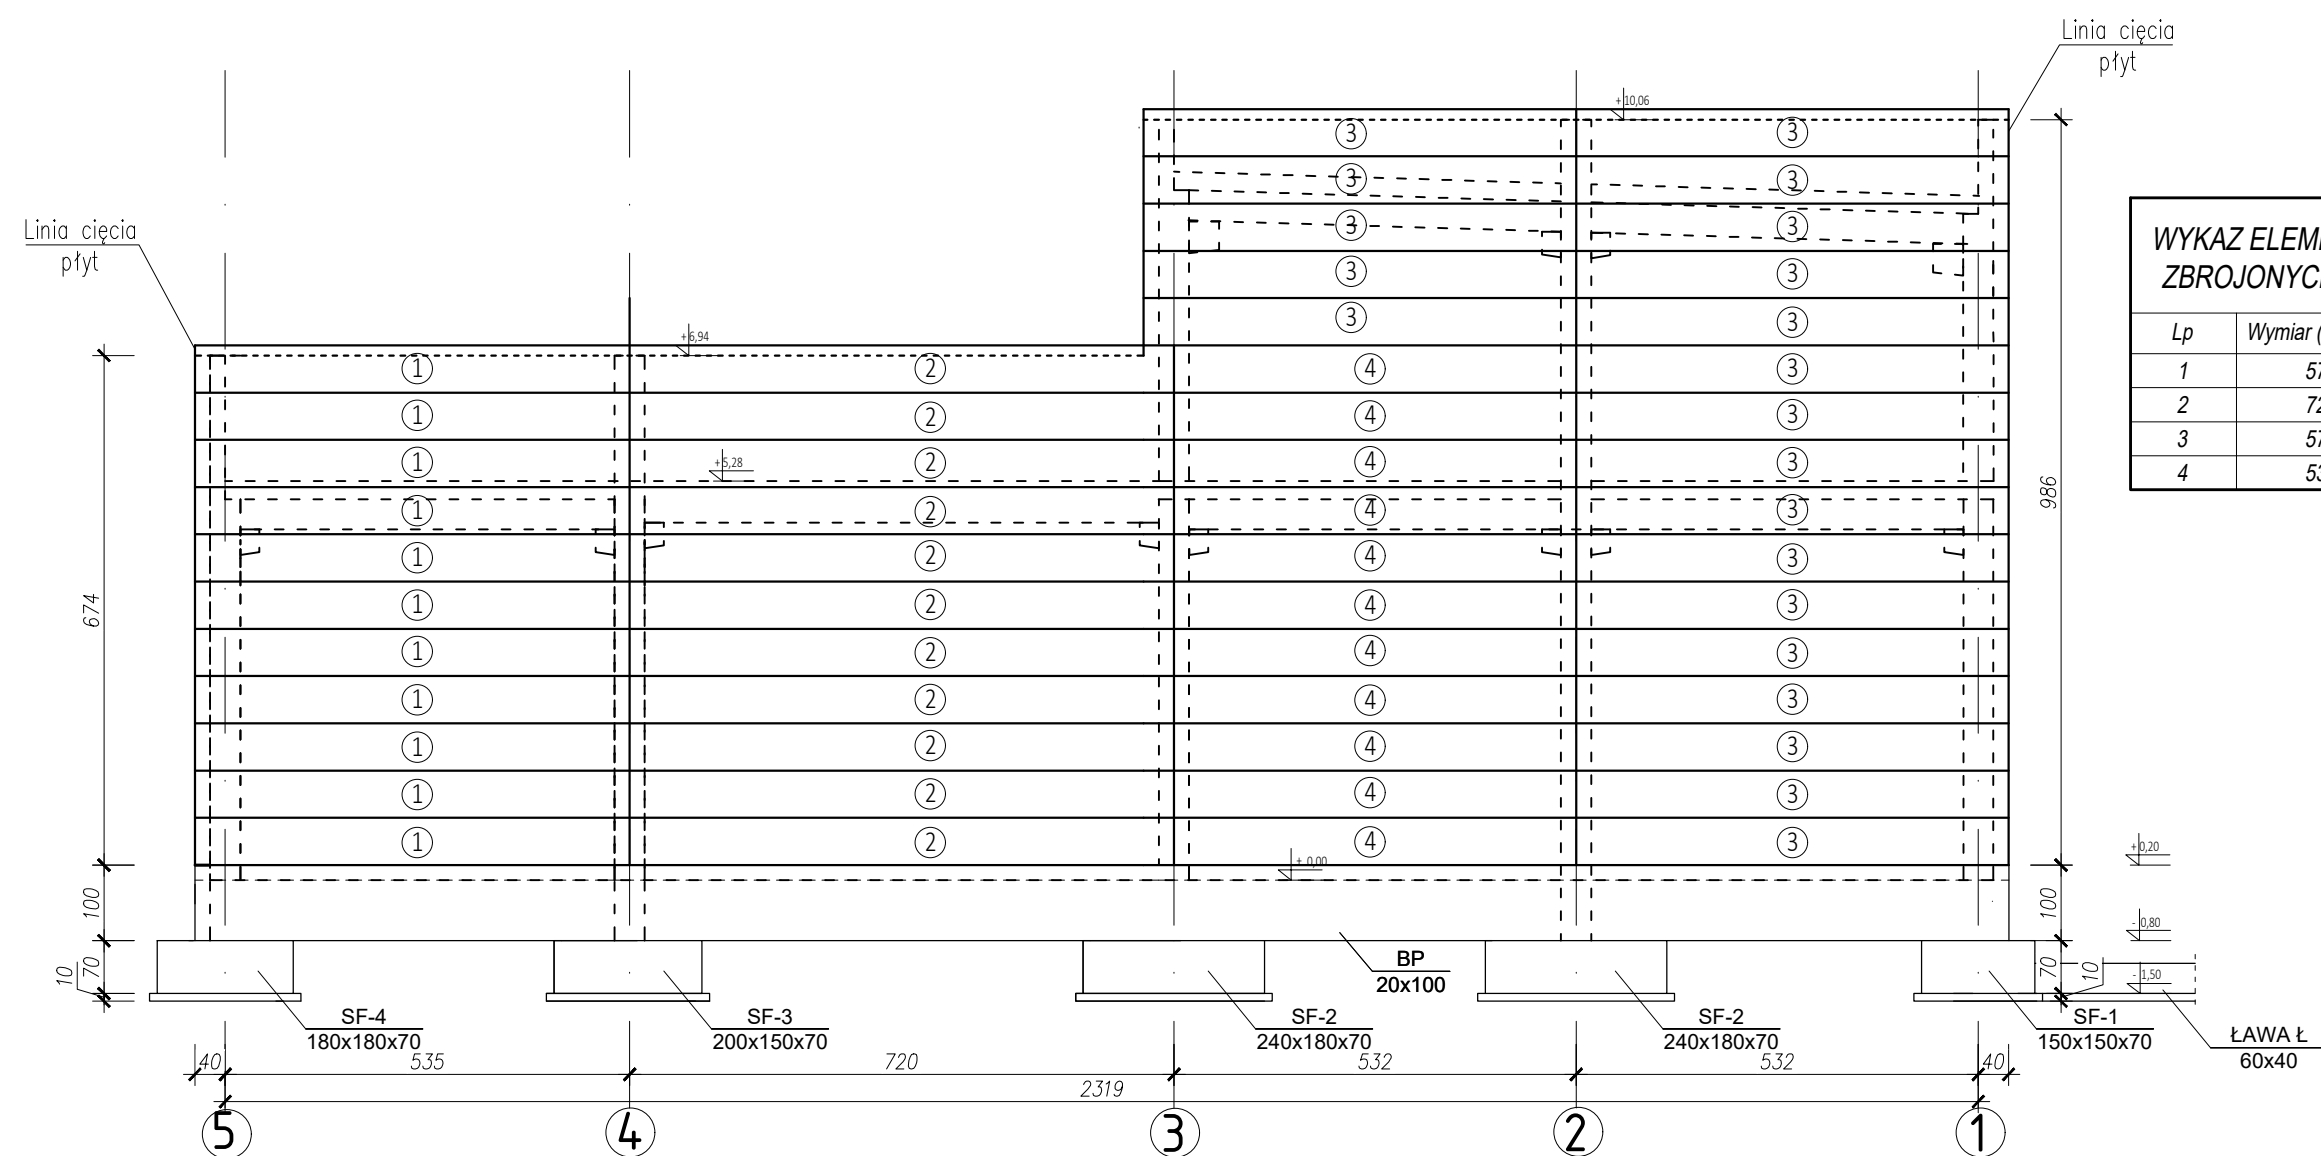 Linia cięcia
płyt
Linia cięcia
płyt
+10,06
3 3
3 3
3 3
3 3
3 3
+6,94
1 2 4 3
1 2 4 3
1 2 4 3
+5,28
1 2 4 3
1 2 4 3
1 2 4 3
1 2 4 3
1 2 4 3
1 2 4 3
1 2 4 3
1 2 4 3
+ 0,00
674
100
70
10
986
100
70
10
+0,20
- 0,80
- 1,50
BP
20x100
SF-4
180x180x70
SF-3
200x150x70
SF-2
240x180x70
SF-2
240x180x70
SF-1
150x150x70
ŁAWA Ł
60x40
40 535 720 532 532 40
2319
5 4 3 2 1
WYKAZ ELEM
ZBROJONYC
Lp Wymiar (
1 57
2 72
3 57
4 53